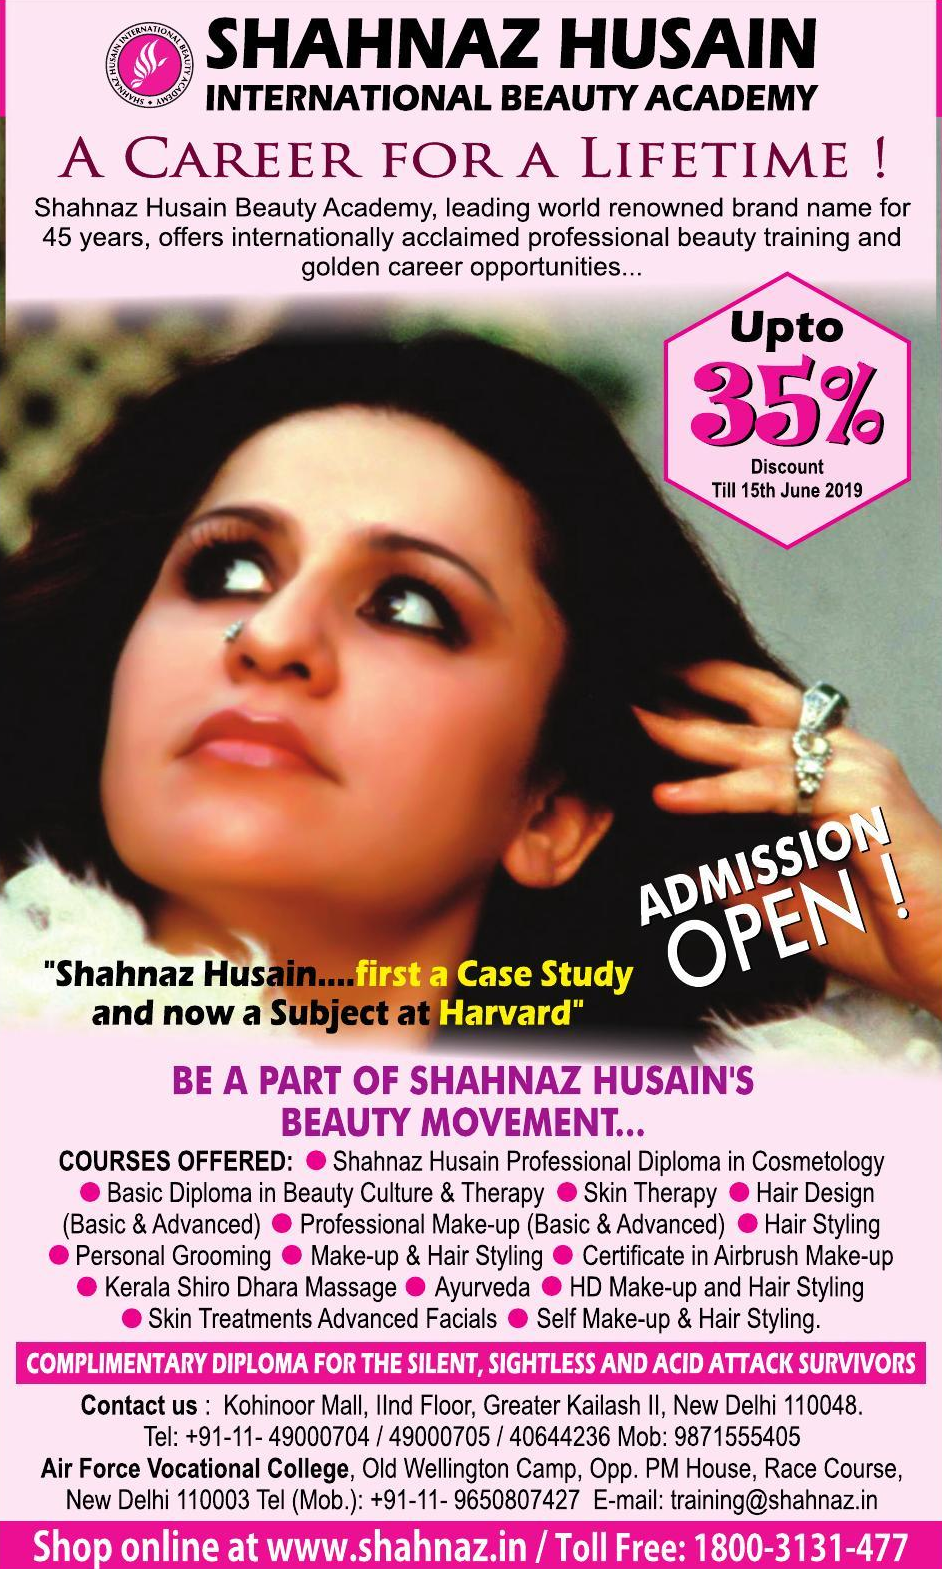 SHAHNAZ HUSAIN INTERNATIONAL BEAUTY ACADEMY
SHAHNAZ HUSAIN
INTERNATIONAL BEAUTY ACADEMY
A CAREER FOR A LIFETIME !
Shahnaz Husain Beauty Academy, leading world renowned brand name for
45 years, offers internationally acclaimed professional beauty training and
golden career opportunities...
Upto
35%
Discount
Till 15th June 2019
ADMISSION
OPEN !
"Shahnaz Husain....first a Case Study
and now a Subject at Harvard"
BE A PART OF SHAHNAZ HUSAIN'S
BEAUTY MOVEMENT...
COURSES OFFERED: ● Shahnaz Husain Professional Diploma in Cosmetology
● Basic Diploma in Beauty Culture & Therapy ● Skin Therapy ● Hair Design
(Basic & Advanced) ● Professional Make-up (Basic & Advanced) ● Hair Styling
● Personal Grooming ● Make-up & Hair Styling ● Certificate in Airbrush Make-up
● Kerala Shiro Dhara Massage ● Ayurveda ● HD Make-up and Hair Styling
● Skin Treatments Advanced Facials ● Self Make-up & Hair Styling.
COMPLIMENTARY DIPLOMA FOR THE SILENT, SIGHTLESS AND ACID ATTACK SURVIVORS
Contact us : Kohinoor Mall, IInd Floor, Greater Kailash II, New Delhi 110048.
Tel: +91-11- 49000704 / 49000705 / 40644236 Mob: 9871555405
Air Force Vocational College, Old Wellington Camp, Opp. PM House, Race Course,
New Delhi 110003 Tel (Mob.): +91-11- 9650807427 E-mail: training@shahnaz.in
Shop online at www.shahnaz.in / Toll Free: 1800-3131-477